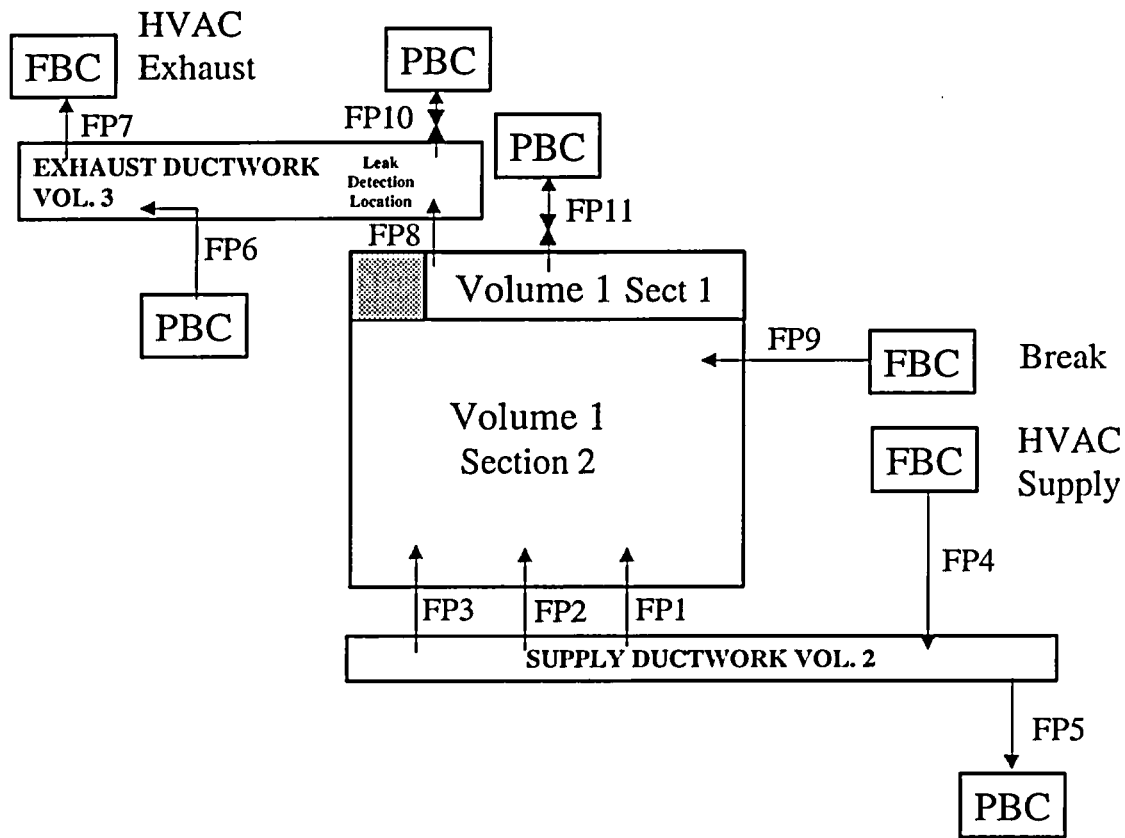 HVAC
Exhaust
FBC
PBC
FP7
FP10
PBC
EXHAUST DUCTWORK
VOL. 3
Leak
Detection
Location
FP11
FP6
FP8
PBC
Volume 1 Sect 1
FP9
FBC
Break
Volume 1
Section 2
FBC
HVAC
Supply
FP4
FP3
FP2
FP1
SUPPLY DUCTWORK VOL. 2
FP5
PBC